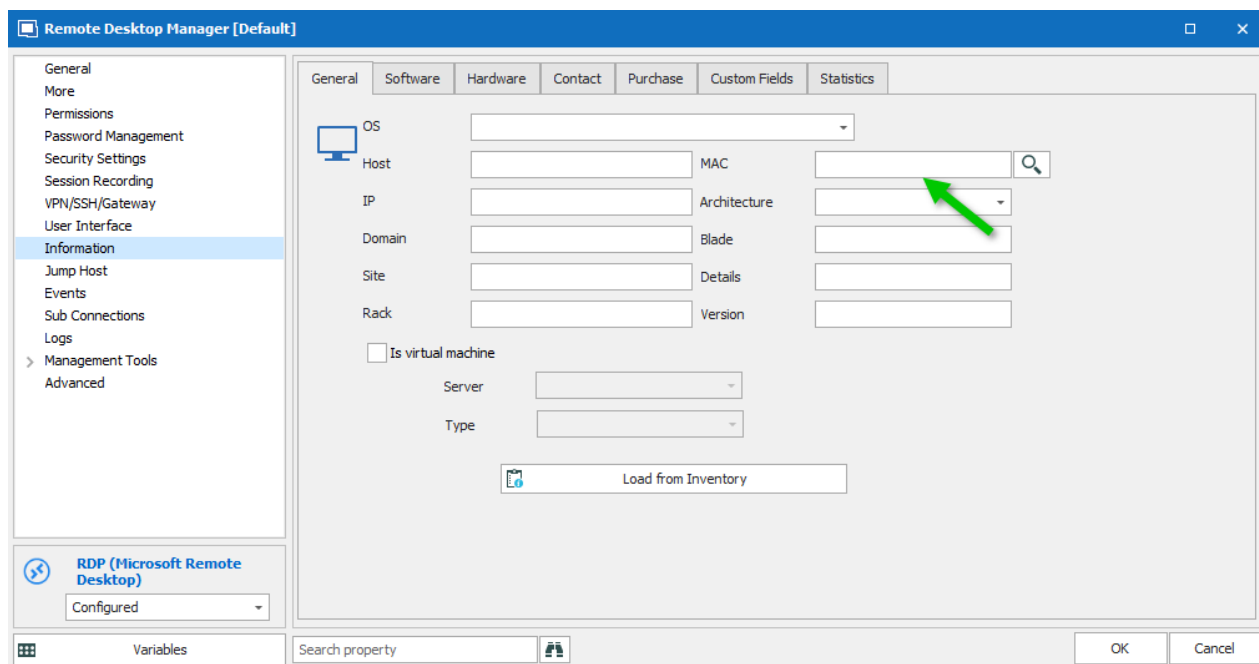 Remote Desktop Manager [Default]
General
More
Permissions
Password Management
Security Settings
Session Recording
VPN/SSH/Gateway
User Interface
Information
Jump Host
Events
Sub Connections
Logs
Management Tools
Advanced
RDP (Microsoft Remote
Desktop)
Configured
Variables
General Software Hardware Contact Purchase Custom Fields Statistics
OS
Host MAC
IP Architecture
Domain Blade
Site Details
Rack Version
Is virtual machine
Server
Type
Load from Inventory
Search property
OK Cancel